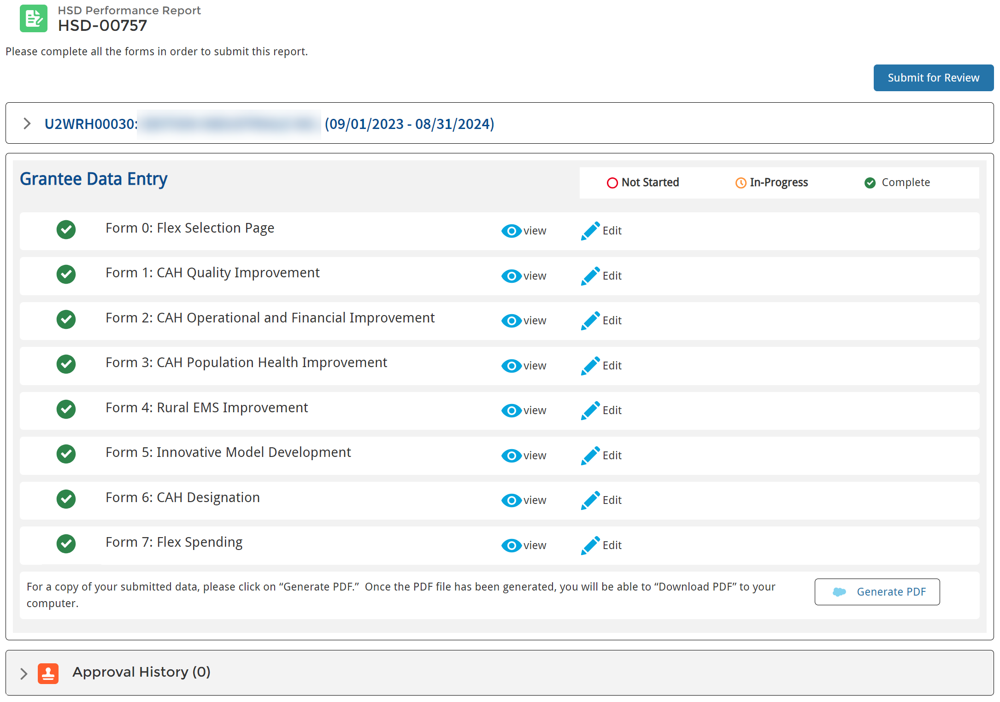 HSD Performance Report
HSD-00757
Please complete all the forms in order to submit this report.
Submit for Review
U2WRH00030: (09/01/2023 - 08/31/2024)
Grantee Data Entry
Not Started In-Progress Complete
Form 0: Flex Selection Page view Edit
Form 1: CAH Quality Improvement view Edit
Form 2: CAH Operational and Financial Improvement view Edit
Form 3: CAH Population Health Improvement view Edit
Form 4: Rural EMS Improvement view Edit
Form 5: Innovative Model Development view Edit
Form 6: CAH Designation view Edit
Form 7: Flex Spending view Edit
For a copy of your submitted data, please click on “Generate PDF.” Once the PDF file has been generated, you will be able to “Download PDF” to your
computer.
Generate PDF
Approval History (0)